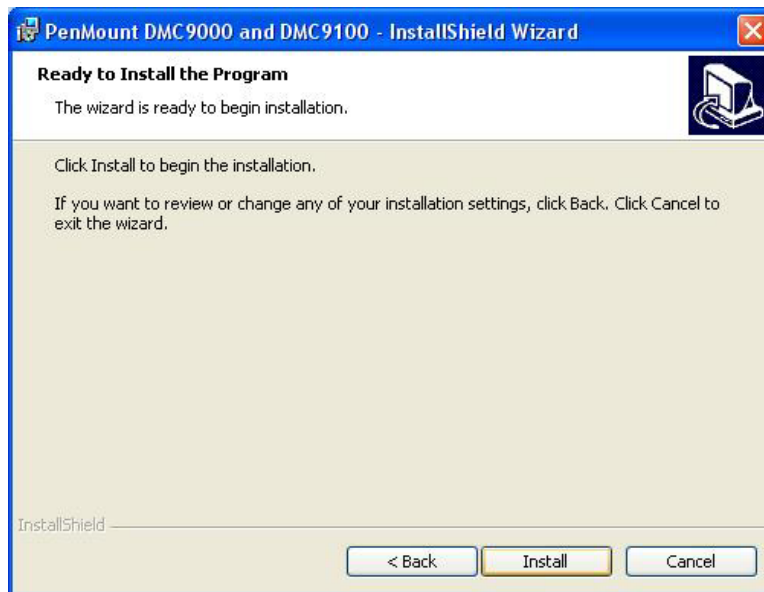 PenMount DMC9000 and DMC9100 - InstallShield Wizard
Ready to Install the Program
The wizard is ready to begin installation.
Click Install to begin the installation.
If you want to review or change any of your installation settings, click Back. Click Cancel to
exit the wizard.
InstallShield
< Back Install Cancel